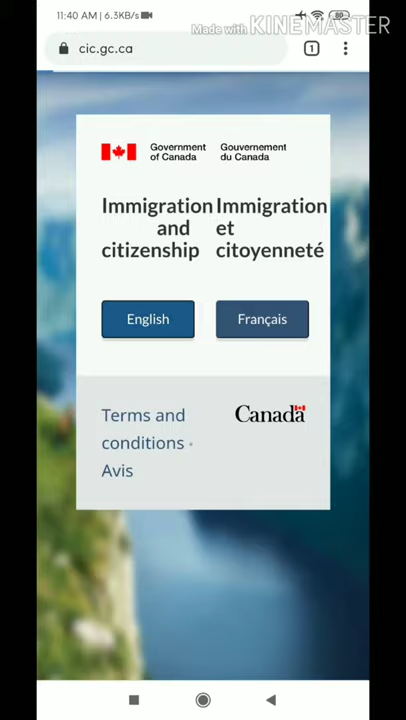 11:40 AM | 6.3KB/s
80
Made with KINEMASTER
cic.gc.ca
1
Government of Canada
Gouvernement du Canada
Immigration and citizenship
Immigration et citoyenneté
English
Français
Terms and
conditions •
Avis
Canada